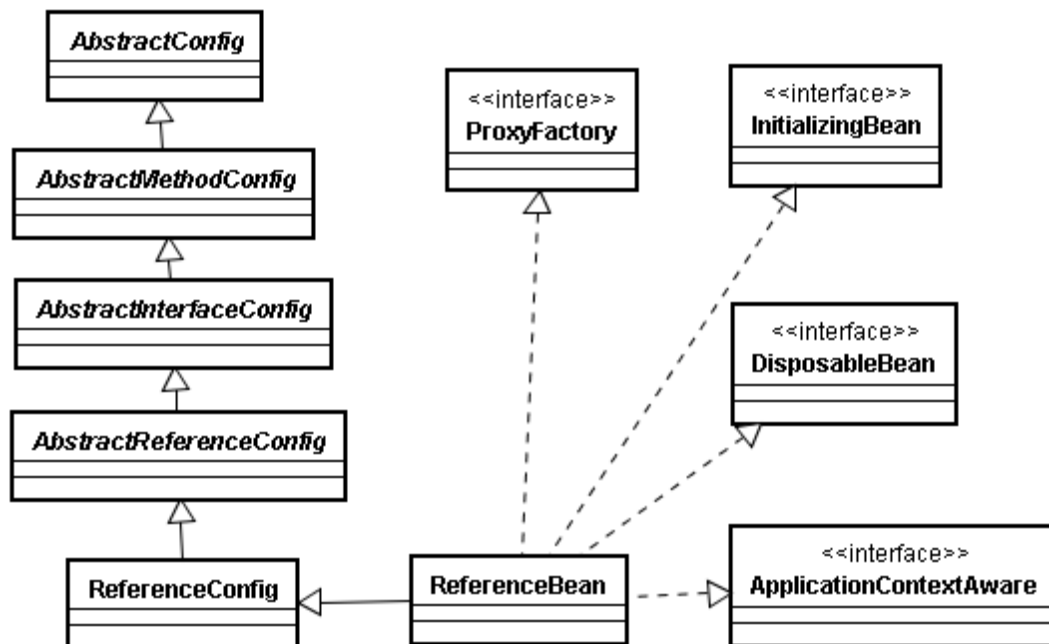 AbstractConfig
AbstractMethodConfig
AbstractInterfaceConfig
AbstractReferenceConfig
ReferenceConfig
<<interface>>
ProxyFactory
<<interface>>
InitializingBean
<<interface>>
DisposableBean
ReferenceBean
<<interface>>
ApplicationContextAware